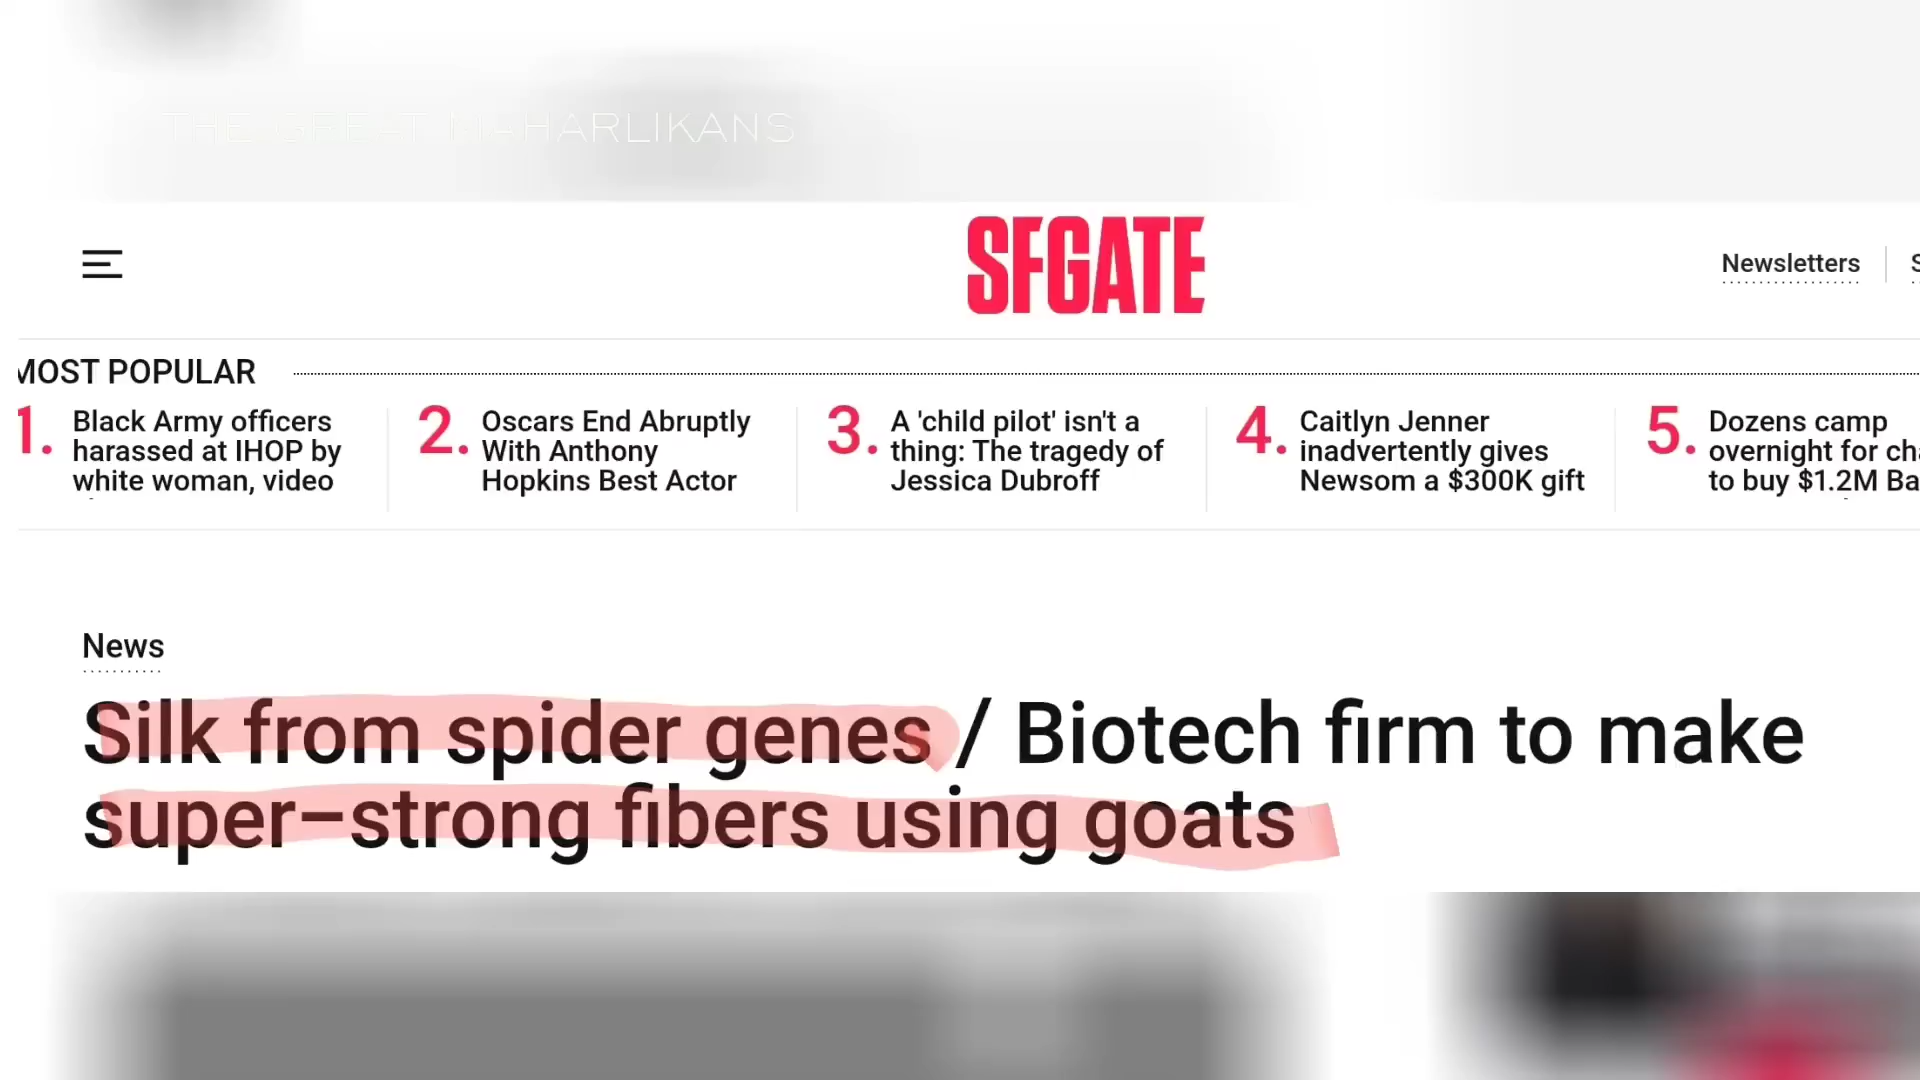 THE GREAT MAHARLIKANS
SFGATE
Newsletters
MOST POPULAR
1. Black Army officers
harassed at IHOP by
white woman, video
2. Oscars End Abruptly
With Anthony
Hopkins Best Actor
3. A 'child pilot' isn't a
thing: The tragedy of
Jessica Dubroff
4. Caitlyn Jenner
inadvertently gives
Newsom a $300K gift
5. Dozens camp
overnight for
to buy $1.2M
News
Silk from spider genes / Biotech firm to make
super–strong fibers using goats